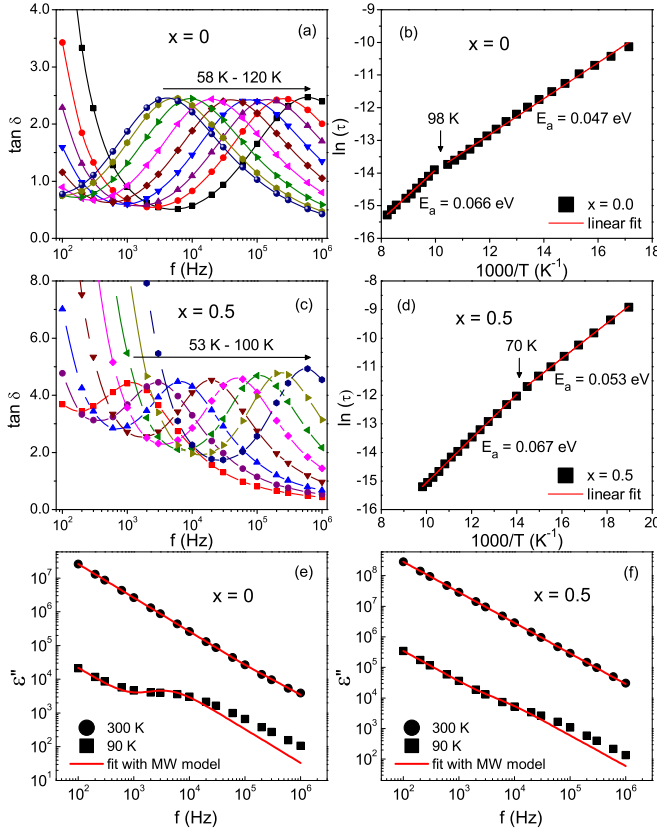 (a)
x = 0
58 K - 120 K
tan δ
4.0
3.0
2.0
1.0
0.0
10² 10³ 10⁴ 10⁵ 10⁶
f (Hz)
(b)
x = 0
98 K
E_a = 0.047 eV
E_a = 0.066 eV
x = 0.0
linear fit
ln (τ)
-9
-10
-11
-12
-13
-14
-15
-16
8 10 12 14 16 18
1000/T (K⁻¹)
(c)
x = 0.5
53 K - 100 K
tan δ
8.0
6.0
4.0
2.0
0.0
10² 10³ 10⁴ 10⁵ 10⁶
f (Hz)
(d)
x = 0.5
70 K
E_a = 0.053 eV
E_a = 0.067 eV
x = 0.5
linear fit
ln (τ)
-8
-9
-10
-11
-12
-13
-14
-15
-16
10 12 14 16 18
1000/T (K⁻¹)
(e)
x = 0
300 K
90 K
fit with MW model
ε"
10⁷
10⁶
10⁵
10⁴
10³
10²
10¹
10² 10³ 10⁴ 10⁵ 10⁶
f (Hz)
(f)
x = 0.5
300 K
90 K
fit with MW model
ε"
10⁸
10⁷
10⁶
10⁵
10⁴
10³
10²
10² 10³ 10⁴ 10⁵ 10⁶
f (Hz)